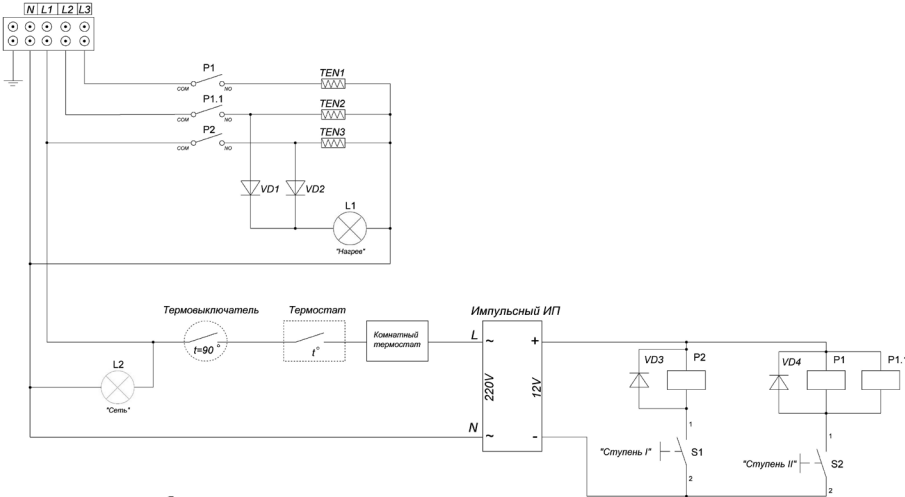 N L1 L2 L3
P1
TEN1
COM NO
P1.1
TEN2
COM NO
P2
TEN3
COM NO
VD1 VD2
L1
"Нагрев"
Термовыключатель
Термостат
Импульсный ИП
t=90°
t°
Комнатный
термостат
L ~ +
220V 12V
N ~ -
L2
"Сеть"
VD3 P2
VD4 P1 P1.1
1
"Ступень I" S1
2
1
"Ступень II" S2
2